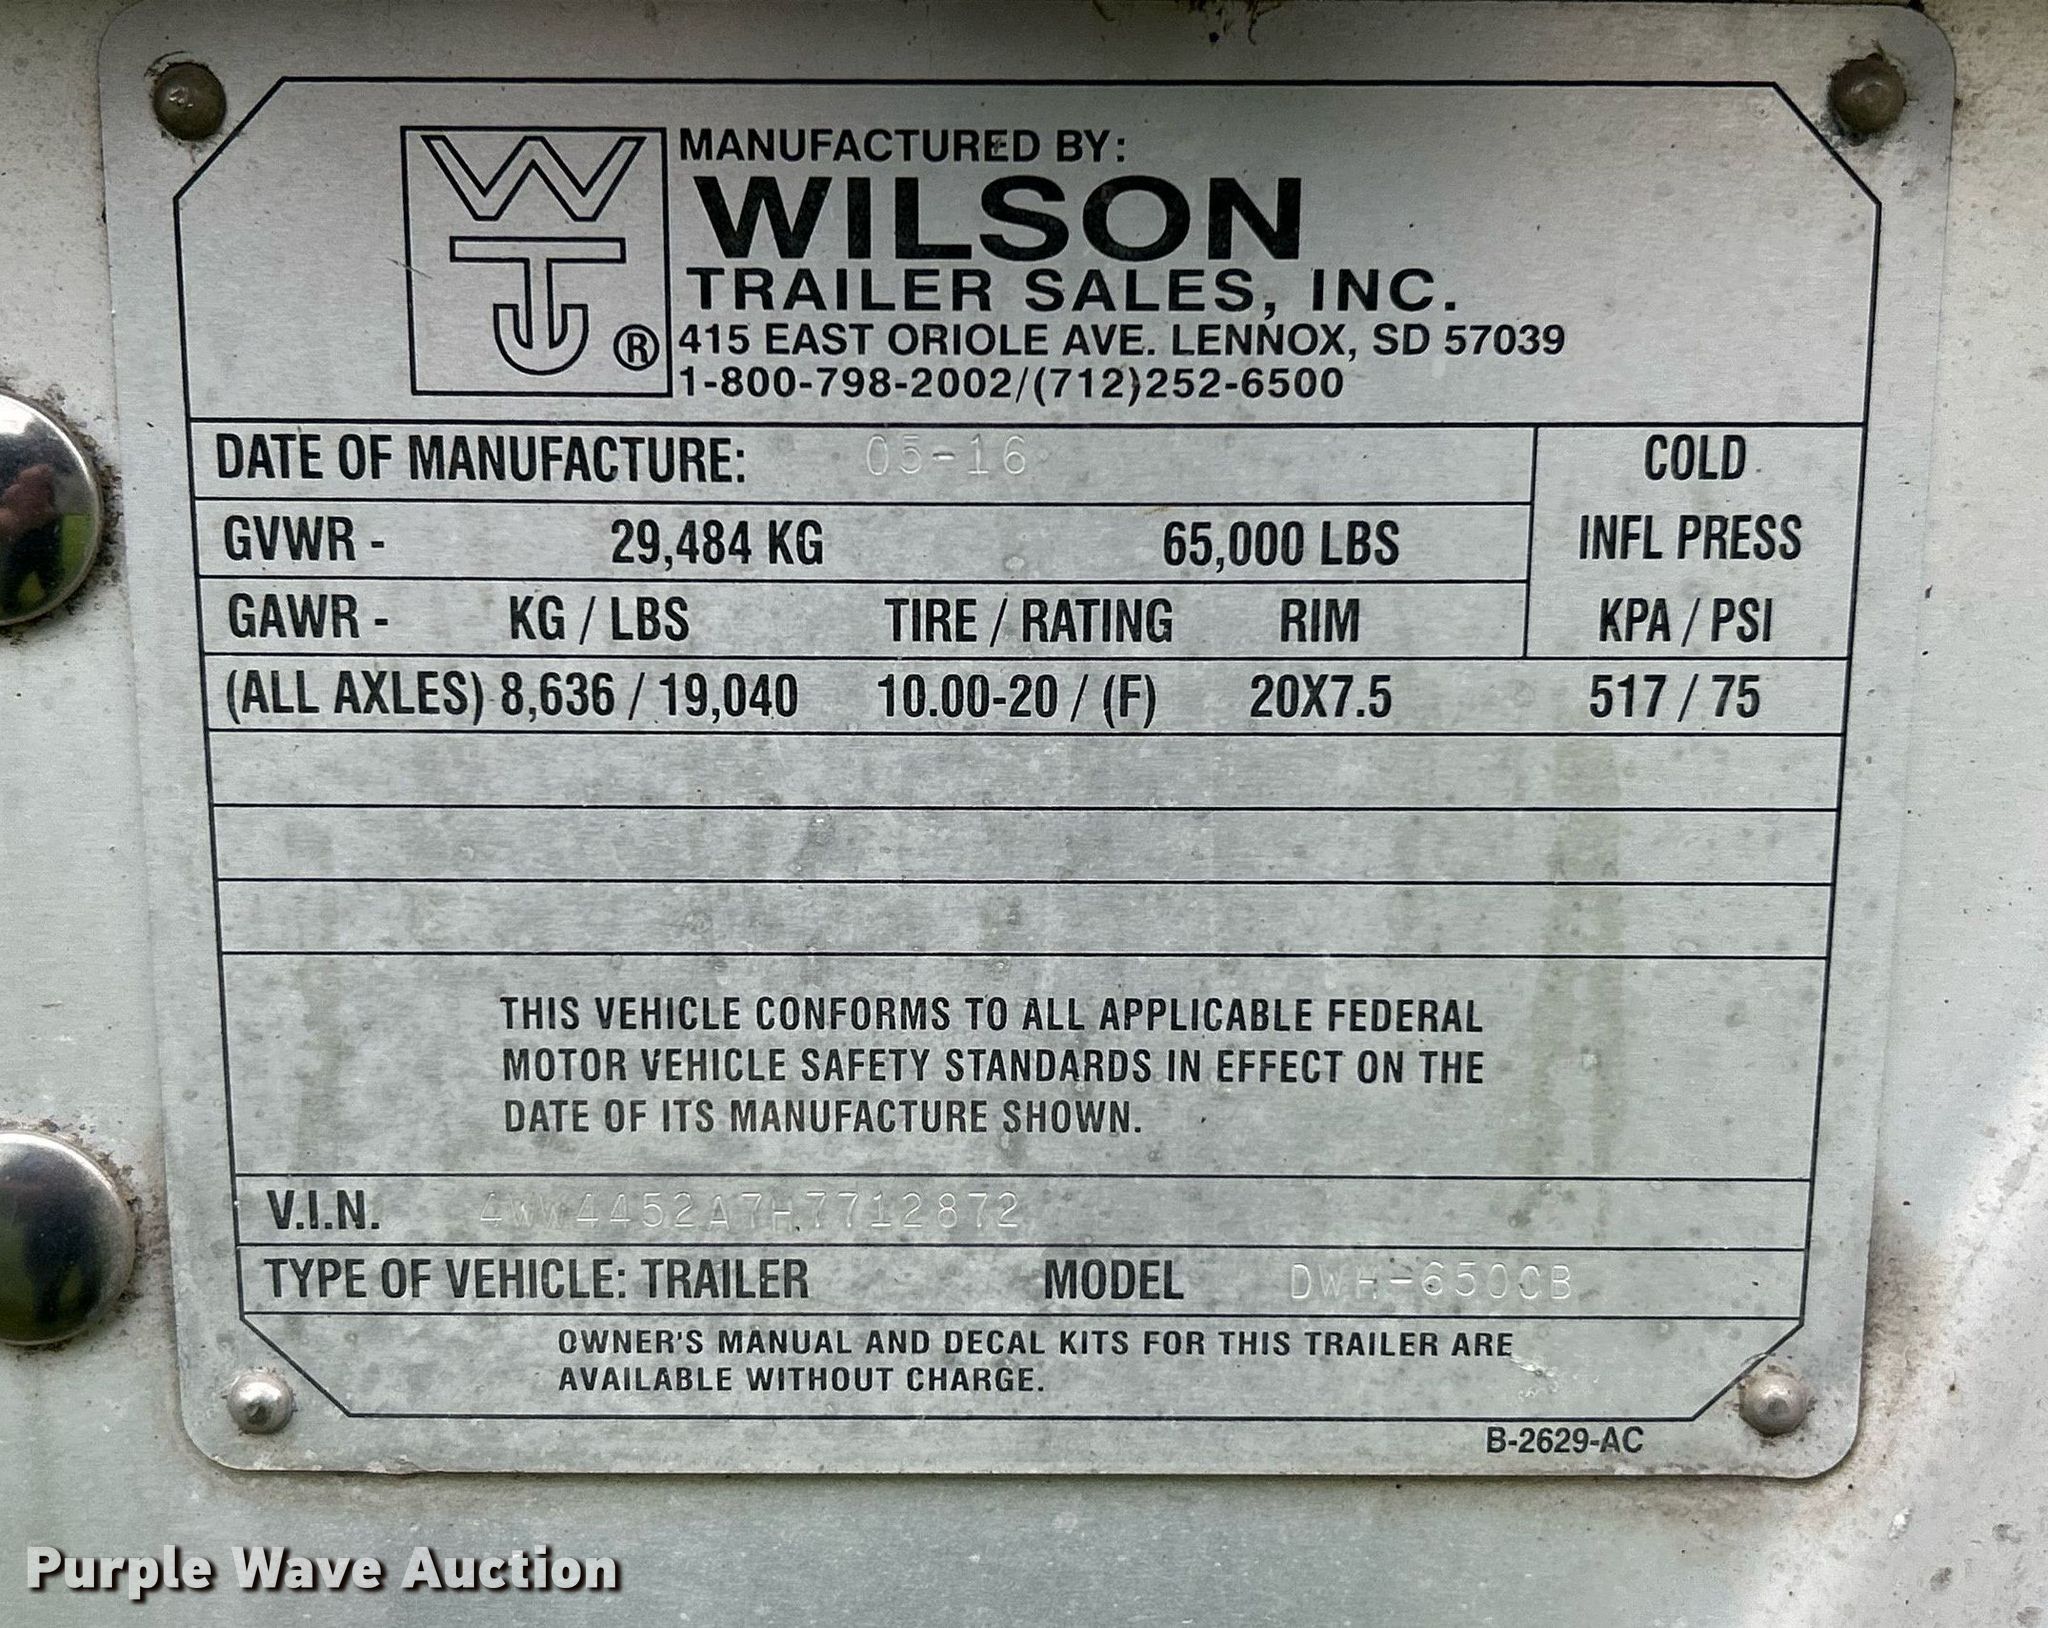 WTJ®
MANUFACTURED BY:
WILSON
TRAILER SALES, INC.
415 EAST ORIOLE AVE. LENNOX, SD 57039
1-800-798-2002/(712)252-6500
DATE OF MANUFACTURE: 05-16
COLD
INFL PRESS
KPA / PSI
GVWR - 29,484 KG 65,000 LBS
GAWR - KG / LBS TIRE / RATING RIM
(ALL AXLES) 8,636 / 19,040 10.00-20 / (F) 20X7.5 517 / 75
THIS VEHICLE CONFORMS TO ALL APPLICABLE FEDERAL
MOTOR VEHICLE SAFETY STANDARDS IN EFFECT ON THE
DATE OF ITS MANUFACTURE SHOWN.
V.I.N. 4WW4452A7H7712872
TYPE OF VEHICLE: TRAILER MODEL DWH-650CB
OWNER'S MANUAL AND DECAL KITS FOR THIS TRAILER ARE
AVAILABLE WITHOUT CHARGE.
B-2629-AC
Purple Wave Auction